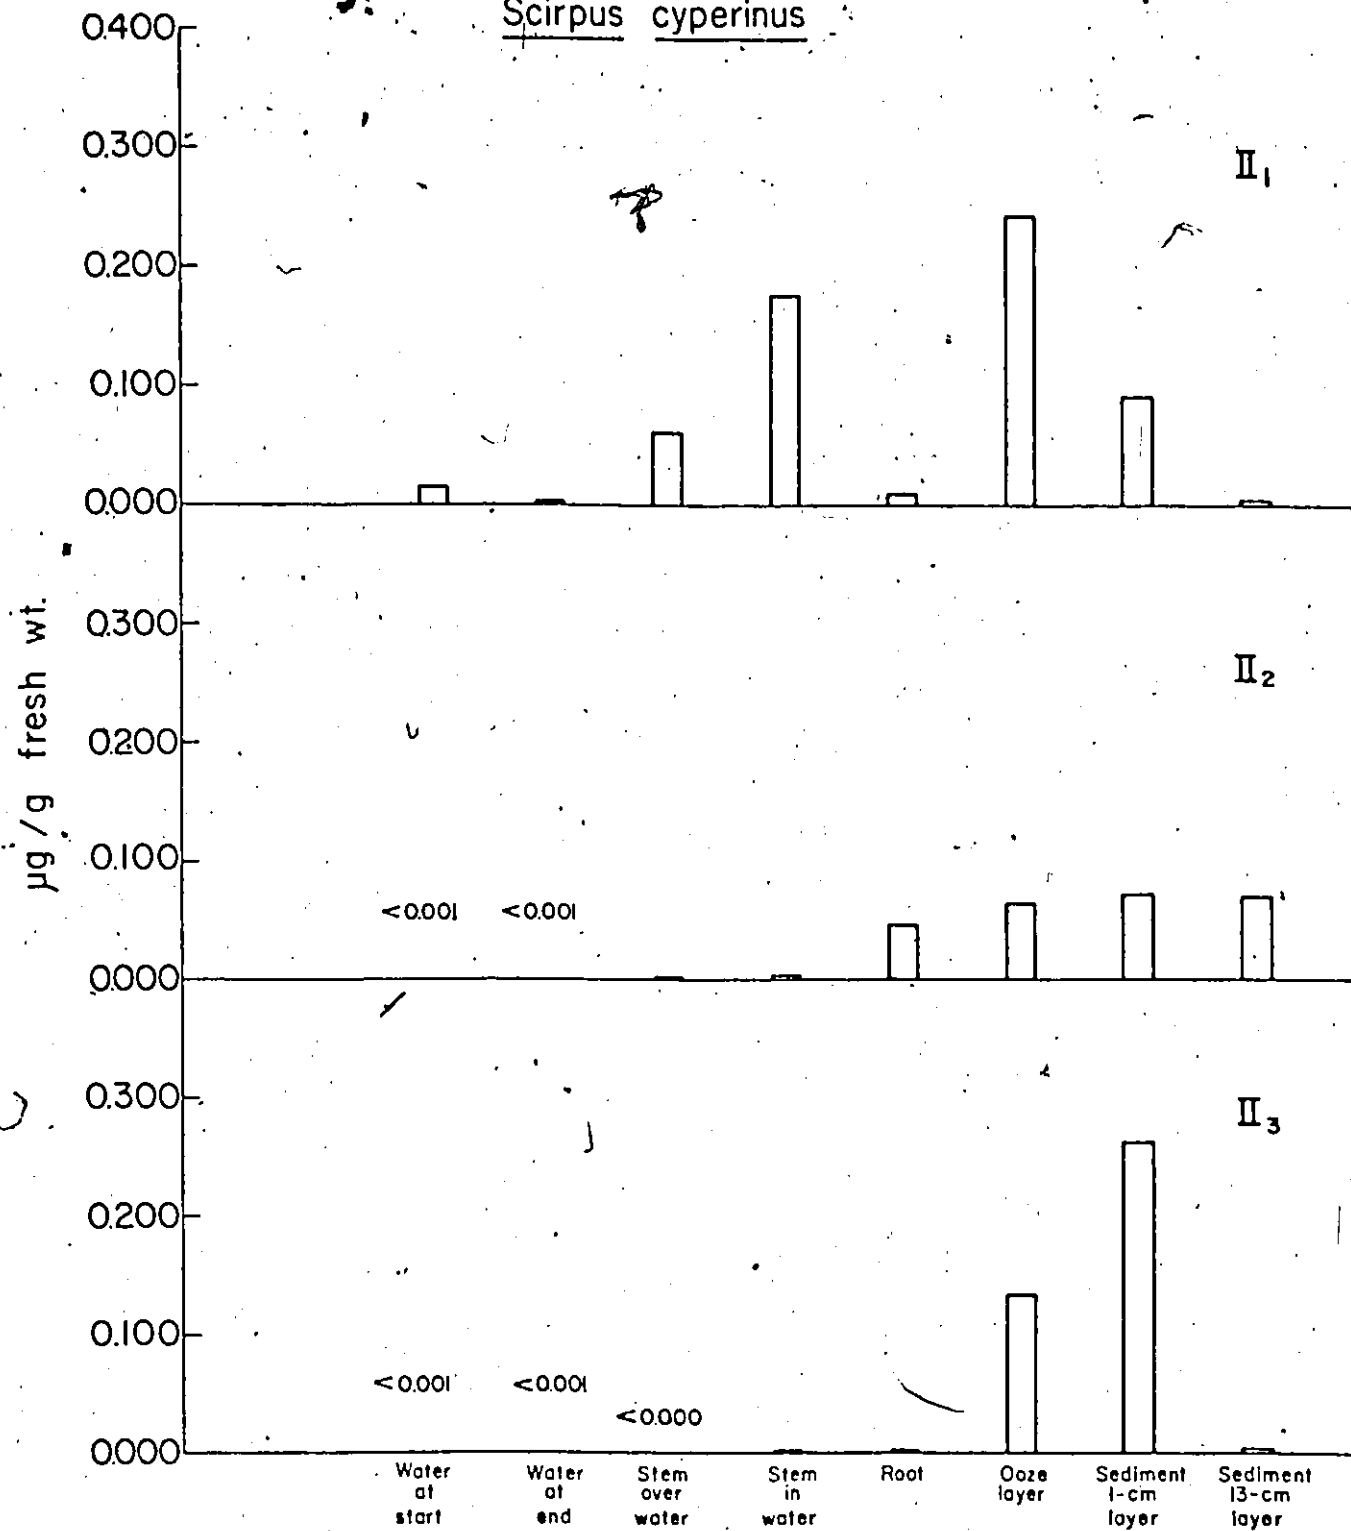 Scirpus cyperinus
0.400
0.300
0.200
0.100
0.000
II1
0.300
0.200
0.100
0.000
II2
<0.001 <0.001
µg/g fresh wt.
0.300
0.200
0.100
0.000
II3
<0.001 <0.001
<0.000
Water at start
Water at end
Stem over water
Stem in water
Root
Ooze layer
Sediment 1-cm layer
Sediment 13-cm layer